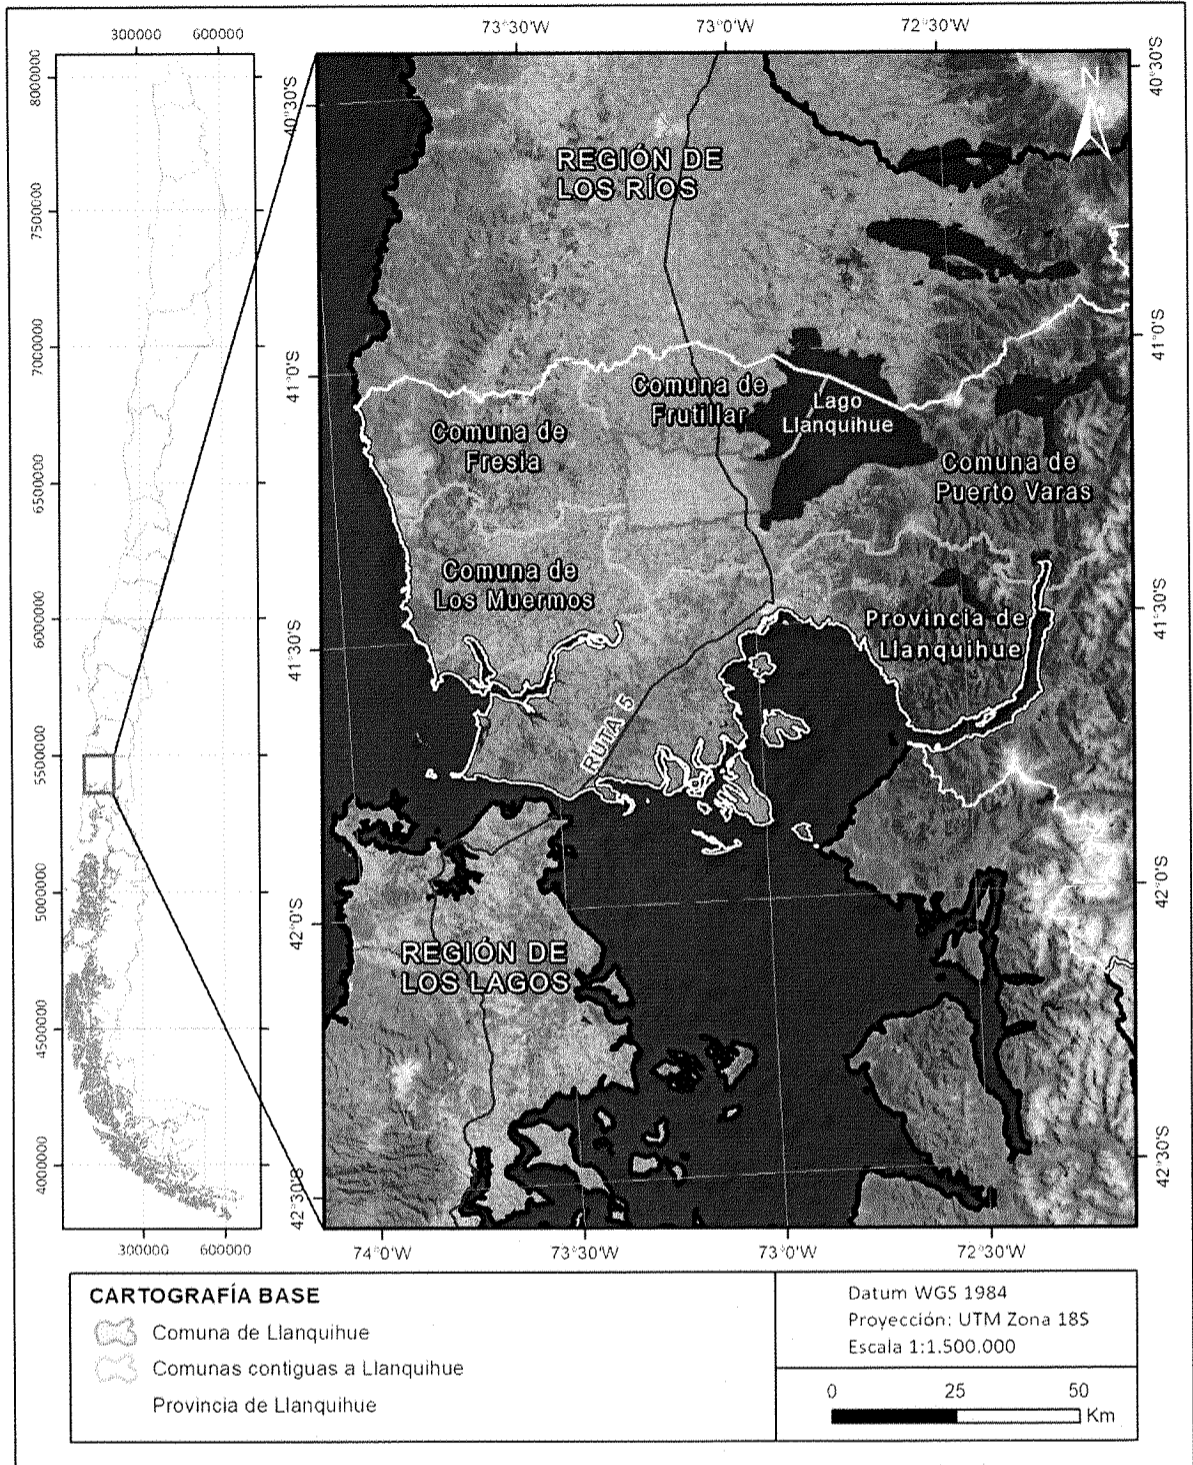 300000 600000
73°30'W 73°0'W 72°30'W
8000000
7500000
7000000
6500000
6000000
5500000
5000000
4500000
4000000
300000 600000
40°30'S
41°0'S
41°30'S
42°0'S
42°30'S
N
REGIÓN DE
LOS RÍOS
Comuna de
Frutillar
Lago
Llanquihue
Comuna de
Fresia
Comuna de
Puerto Varas
Comuna de
Los Muermos
Provincia de
Llanquihue
RUTA 5
REGIÓN DE
LOS LAGOS
40°30'S
41°0'S
41°30'S
42°0'S
42°30'S
74°0'W 73°30'W 73°0'W 72°30'W
CARTOGRAFÍA BASE
Comuna de Llanquihue
Comunas contiguas a Llanquihue
Provincia de Llanquihue
Datum WGS 1984
Proyección: UTM Zona 18S
Escala 1:1.500.000
0 25 50
Km